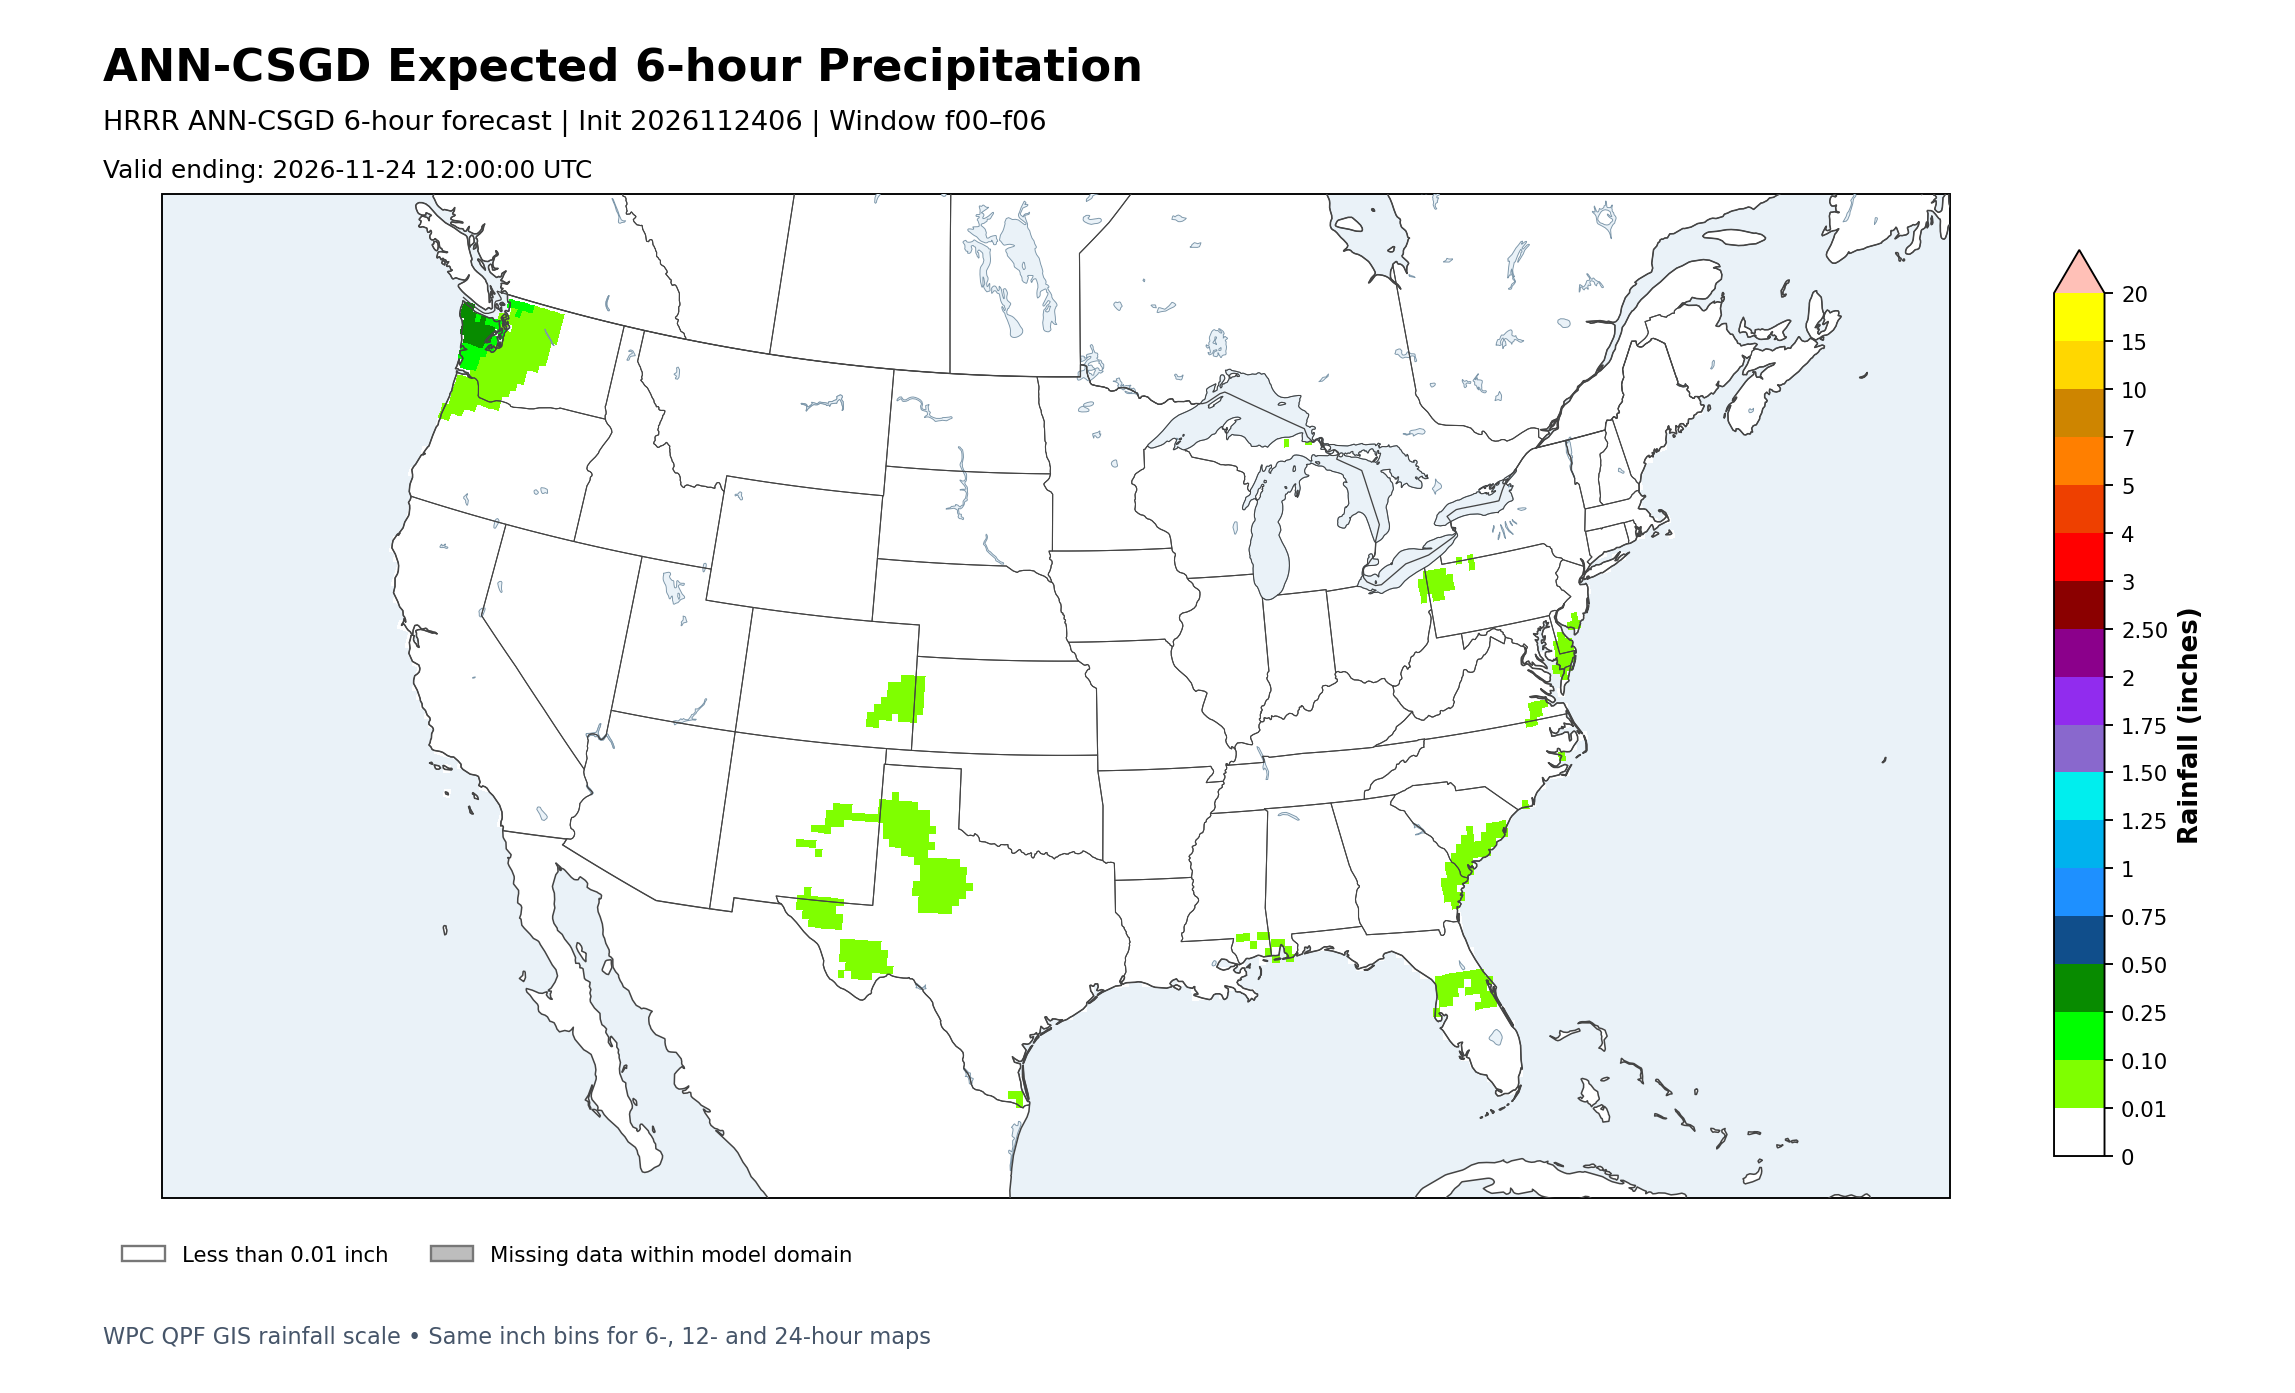 ANN-CSGD Expected 6-hour Precipitation
HRRR ANN-CSGD 6-hour forecast | Init 2026112406 | Window f00–f06
Valid ending: 2026-11-24 12:00:00 UTC
20
15
10
7
5
4
3
2.50
2
1.75
1.50
1.25
1
0.75
0.50
0.25
0.10
0.01
0
Rainfall (inches)
Less than 0.01 inch
Missing data within model domain
WPC QPF GIS rainfall scale • Same inch bins for 6-, 12- and 24-hour maps